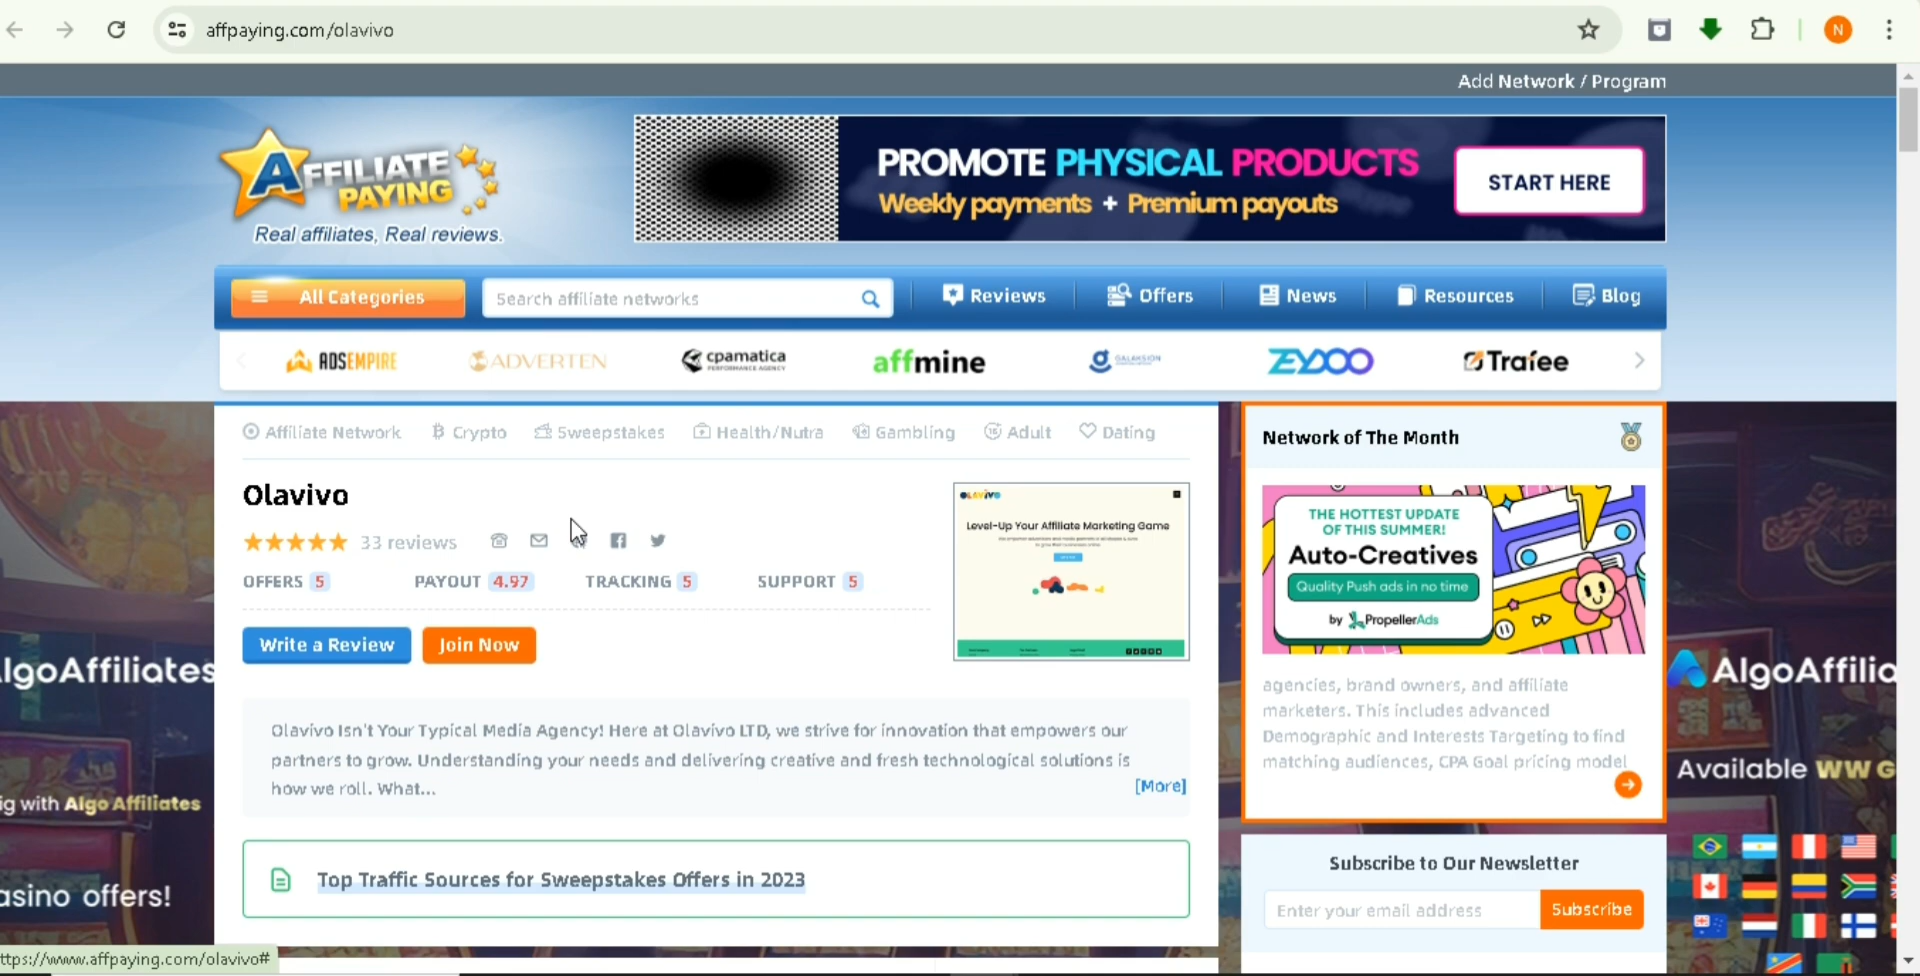 affpaying.com/olavivo
N
Add Network / Program
AFFILIATE
PAYING
Real affiliates, Real reviews.
PROMOTE PHYSICAL PRODUCTS
Weekly payments + Premium payouts
START HERE
All Categories
Search affiliate networks
Reviews
Offers
News
Resources
Blog
ADSEMPIRE
ADVERTEN
cpamatica
PERFORMANCE AGENCY
affmine
GALAKSION
ZEYDOO
Trafee
Affiliate Network
Crypto
Sweepstakes
Health/Nutra
Gambling
Adult
Dating
Olavivo
33 reviews
OFFERS 5
PAYOUT 4.97
TRACKING 5
SUPPORT 5
Write a Review
Join Now
OLAVIVO
Level-Up Your Affiliate Marketing Game
Olavivo Isn't Your Typical Media Agency! Here at Olavivo LTD, we strive for innovation that empowers our
partners to grow. Understanding your needs and delivering creative and fresh technological solutions is
how we roll. What...
[More]
Top Traffic Sources for Sweepstakes Offers in 2023
Network of The Month
THE HOTTEST UPDATE
OF THIS SUMMER!
Auto-Creatives
Quality Push ads in no time
by PropellerAds
agencies, brand owners, and affiliate
marketers. This includes advanced
Demographic and Interests Targeting to find
matching audiences, CPA Goal pricing model
Subscribe to Our Newsletter
Enter your email address
Subscribe
lgoAffiliates
ig with Algo Affiliates
asino offers!
AlgoAffilia
Available WW G
ttps://www.affpaying.com/olavivo#